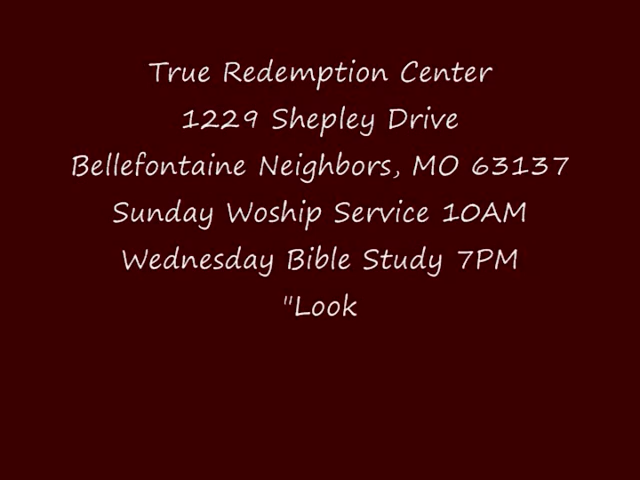 True Redemption Center
1229 Shepley Drive
Bellefontaine Neighbors, MO 63137
Sunday Woship Service 10AM
Wednesday Bible Study 7PM
"Look